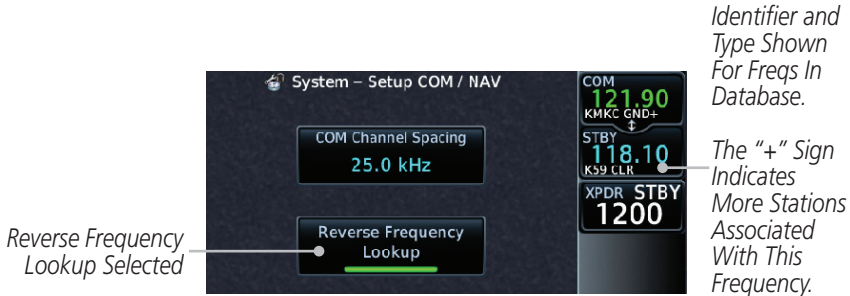 Identifier and
Type Shown
For Freqs In
Database.
System – Setup COM / NAV
COM Channel Spacing
25.0 kHz
Reverse Frequency
Lookup
COM
121.90
KMKC GND+
STBY
118.10
K59 CLR
XPDR STBY
1200
The "+" Sign
Indicates
More Stations
Associated
With This
Frequency.
Reverse Frequency
Lookup Selected